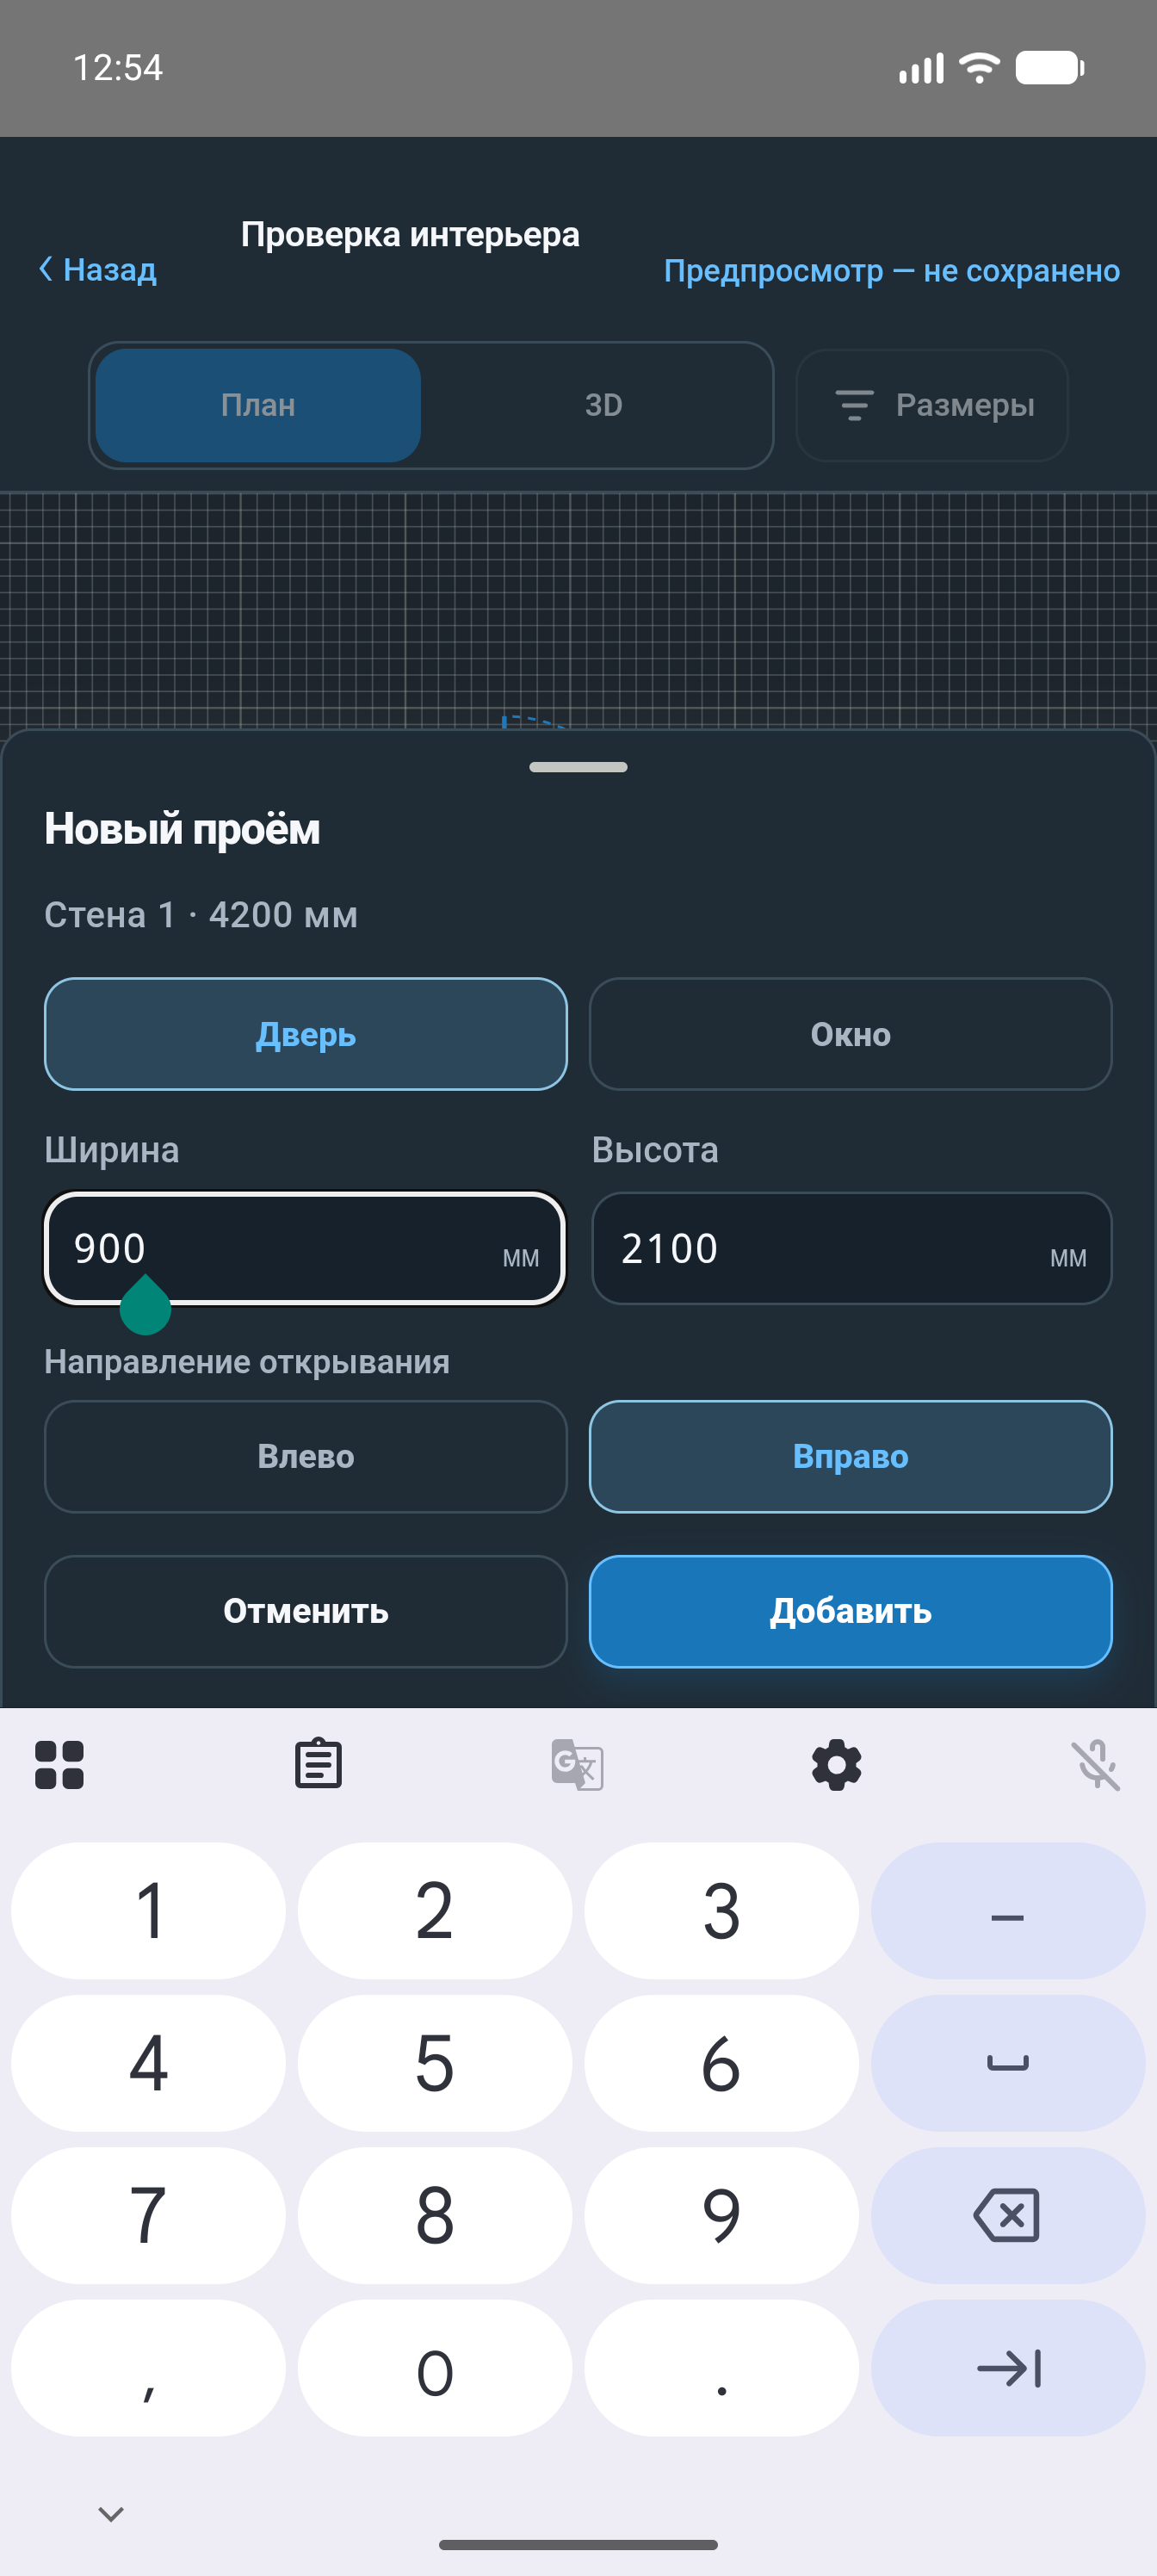 12:54
Проверка интерьера
Назад
Предпросмотр — не сохранено
План
3D
Размеры
Новый проём
Стена 1 · 4200 мм
Дверь
Окно
Ширина
Высота
900 мм
2100 мм
Направление открывания
Влево
Вправо
Отменить
Добавить
1 2 3 –
4 5 6
7 8 9
, 0 .